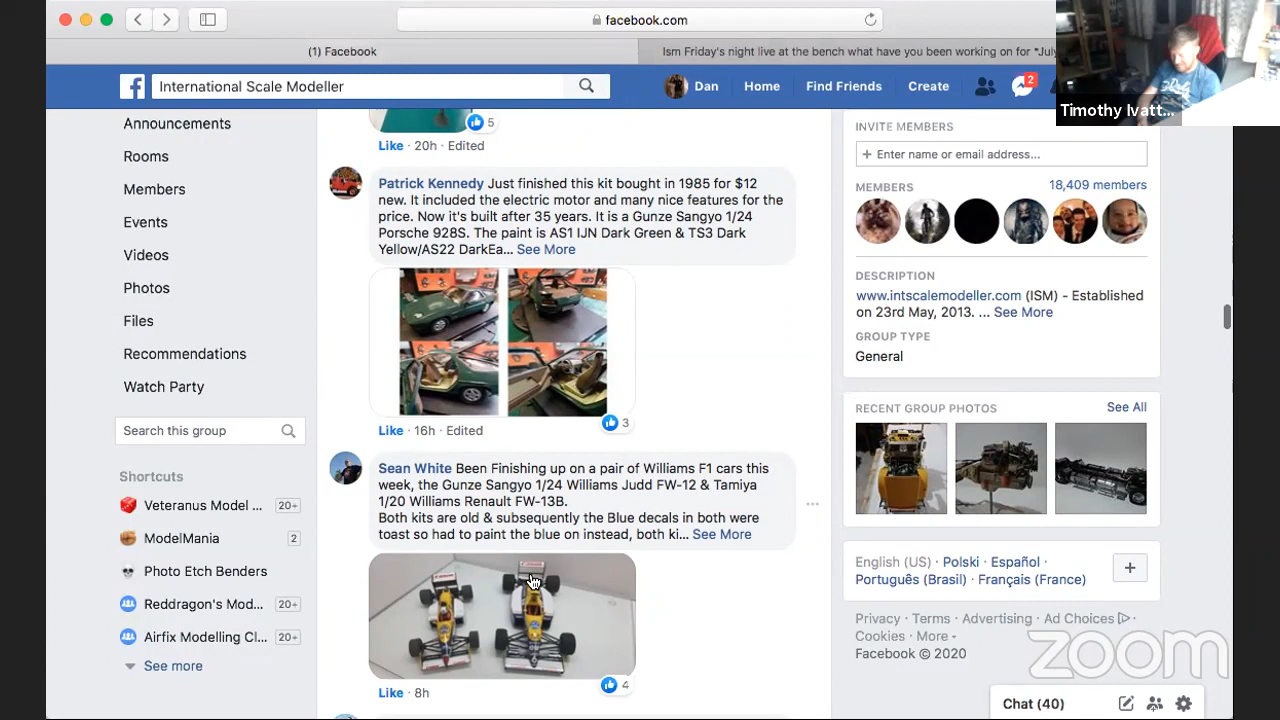 facebook.com
(1) Facebook
Ism Friday's night live at the bench what have you been working on for *July
International Scale Modeller
Dan
Home
Find Friends
Create
2
Timothy Ivatt...
Announcements
Rooms
Members
Events
Videos
Photos
Files
Recommendations
Watch Party
Search this group
Shortcuts
Veteranus Model ...
20+
ModelMania
2
Photo Etch Benders
Reddragon's Mod...
20+
Airfix Modelling Cl...
20+
See more
5
Like · 20h · Edited
Patrick Kennedy Just finished this kit bought in 1985 for $12
new. It included the electric motor and many nice features for the
price. Now it's built after 35 years. It is a Gunze Sangyo 1/24
Porsche 928S. The paint is AS1 IJN Dark Green & TS3 Dark
Yellow/AS22 DarkEa... See More
3
Like · 16h · Edited
Sean White Been Finishing up on a pair of Williams F1 cars this
week, the Gunze Sangyo 1/24 Williams Judd FW-12 & Tamiya
1/20 Williams Renault FW-13B.
Both kits are old & subsequently the Blue decals in both were
toast so had to paint the blue on instead, both ki... See More
4
Like · 8h
INVITE MEMBERS
+ Enter name or email address...
MEMBERS
18,409 members
DESCRIPTION
www.intscalemodeller.com (ISM) - Established
on 23rd May, 2013. ... See More
GROUP TYPE
General
RECENT GROUP PHOTOS
See All
English (US) · Polski · Español ·
Português (Brasil) · Français (France)
Privacy · Terms · Advertising · Ad Choices ·
Cookies · More
Facebook © 2020
zoom
Chat (40)